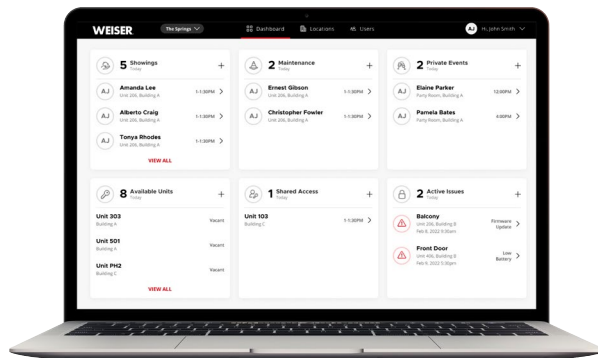 WEISER
The Springs
Dashboard
Locations
Users
AJ
Hi, John Smith
5 Showings
Today
AJ
Amanda Lee
Unit 206, Building A
1-1:30PM
AJ
Alberto Craig
Unit 206, Building A
1-1:30PM
AJ
Tonya Rhodes
Unit 206, Building A
1-1:30PM
VIEW ALL
2 Maintenance
Today
AJ
Ernest Gibson
Unit 206, Building A
1-1:30PM
AJ
Christopher Fowler
Unit 206, Building A
1-1:30PM
2 Private Events
Today
AJ
Elaine Parker
Party Room, Building A
12:00PM
AJ
Pamela Bates
Party Room, Building A
4:00PM
8 Available Units
Today
Unit 303
Building A
Vacant
Unit 501
Building A
Vacant
Unit PH2
Building C
Vacant
VIEW ALL
1 Shared Access
Today
Unit 103
Building C
1-1:30PM
2 Active Issues
Today
Balcony
Unit 206, Building B
Feb 8, 2022 9:30am
Firmware
Update
Front Door
Unit 406, Building B
Feb 8, 2022 5:30pm
Low
Battery